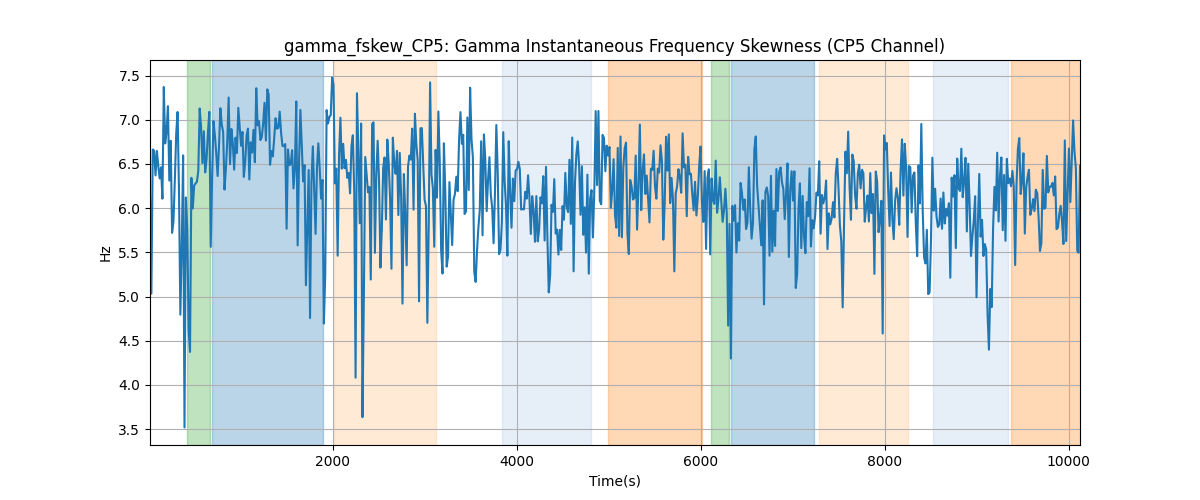 gamma_fskew_CP5: Gamma Instantaneous Frequency Skewness (CP5 Channel)
7.5
7.0
6.5
6.0
5.5
5.0
4.5
4.0
3.5
Hz
2000 4000 6000 8000 10000
Time(s)